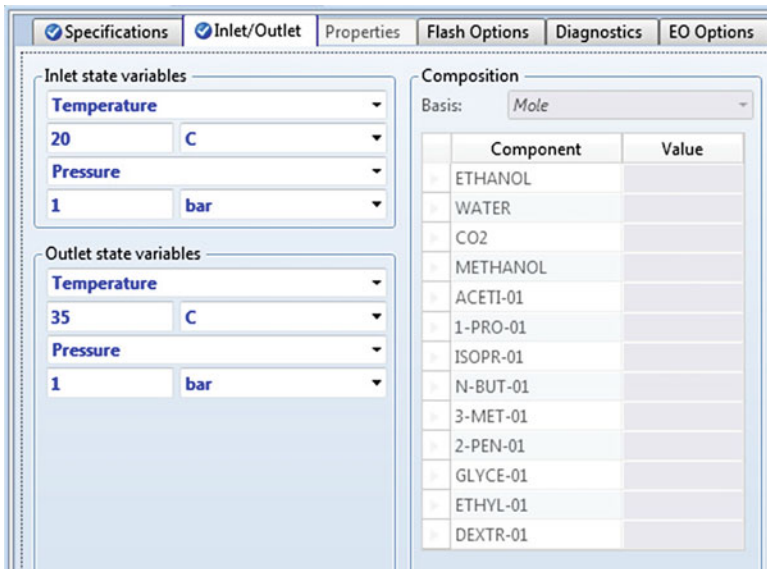 Specifications Inlet/Outlet Properties Flash Options Diagnostics EO Options
Inlet state variables
Temperature
20 C
Pressure
1 bar
Outlet state variables
Temperature
35 C
Pressure
1 bar
Composition
Basis: Mole
Component Value
ETHANOL
WATER
CO2
METHANOL
ACETI-01
1-PRO-01
ISOPR-01
N-BUT-01
3-MET-01
2-PEN-01
GLYCE-01
ETHYL-01
DEXTR-01